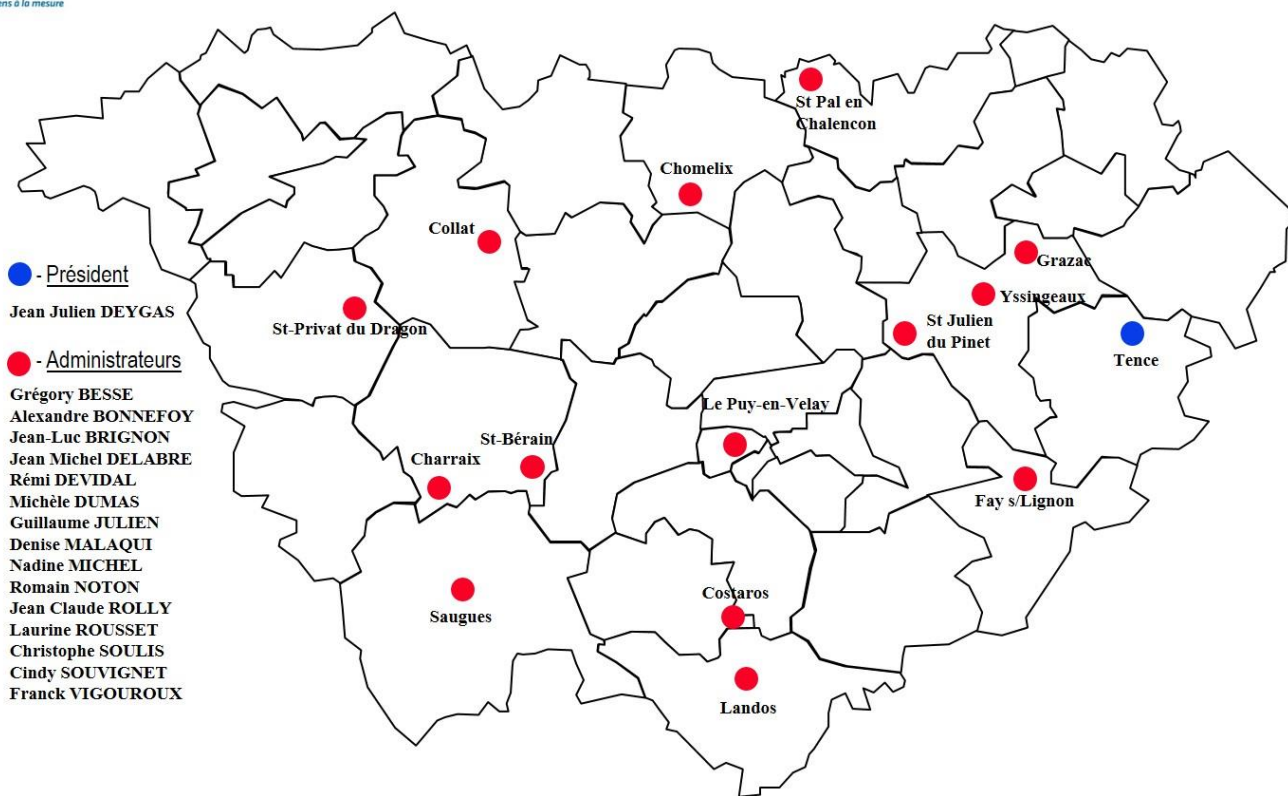 ens à la mesure
St Pal en
Chalencon
Chomelix
Collat
Grazac
- Président
Yssingeaux
Jean Julien DEYGAS
St-Privat du Dragon
St Julien
du Pinet
Tence
- Administrateurs
Grégory BESSE
Alexandre BONNEFOY
Jean-Luc BRIGNON
Jean Michel DELABRE
Rémi DEVIDAL
Michèle DUMAS
Guillaume JULIEN
Denise MALAQUI
Nadine MICHEL
Romain NOTON
Jean Claude ROLLY
Laurine ROUSSET
Christophe SOULIS
Cindy SOUVIGNET
Franck VIGOUROUX
Le Puy-en-Velay
St-Bérain
Charraix
Fay s/Lignon
Costaros
Saugues
Landos